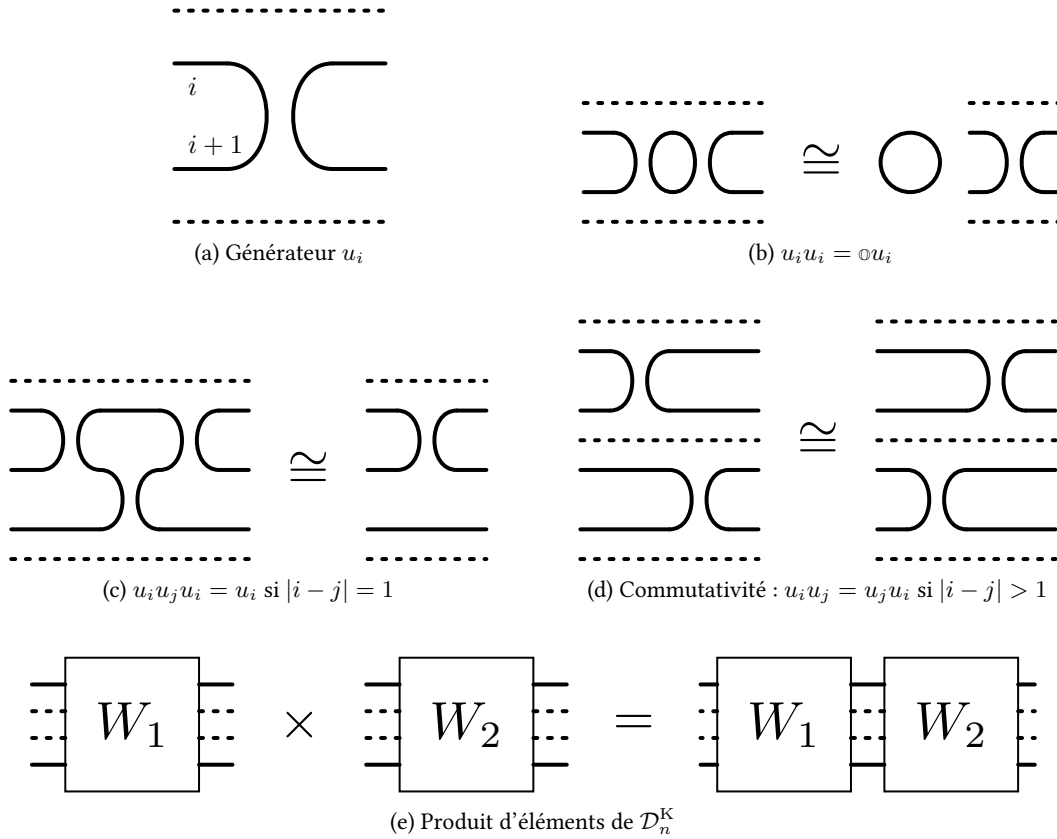 i
i + 1
(a) Générateur u_i
≅
(b) u_i u_i = 𝕠u_i
≅
≅
(c) u_i u_j u_i = u_i si |i − j| = 1
(d) Commutativité : u_i u_j = u_j u_i si |i − j| > 1
W_1 × W_2 = W_1 W_2
(e) Produit d'éléments de 𝒟_n^K